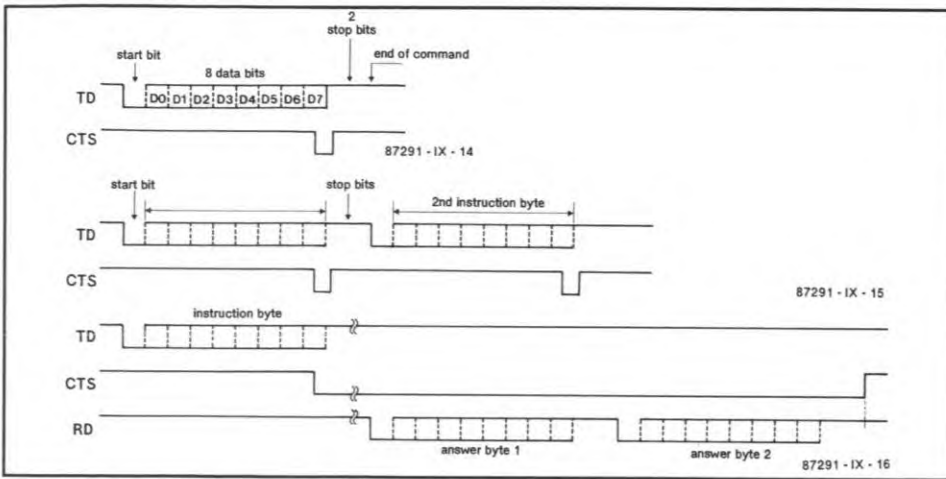 2
stop bits
start bit
end of command
8 data bits
TD
D0 D1 D2 D3 D4 D5 D6 D7
CTS
87291 - IX - 14
start bit
stop bits
2nd instruction byte
TD
CTS
87291 - IX - 15
instruction byte
TD
CTS
RD
answer byte 1
answer byte 2
87291 - IX - 16